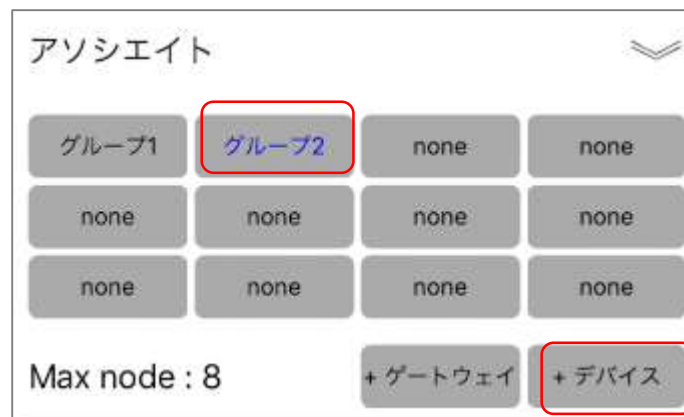 アソシエイト
グループ1 グループ2 none none
none none none none
none none none none
Max node : 8 + ゲートウェイ + デバイス